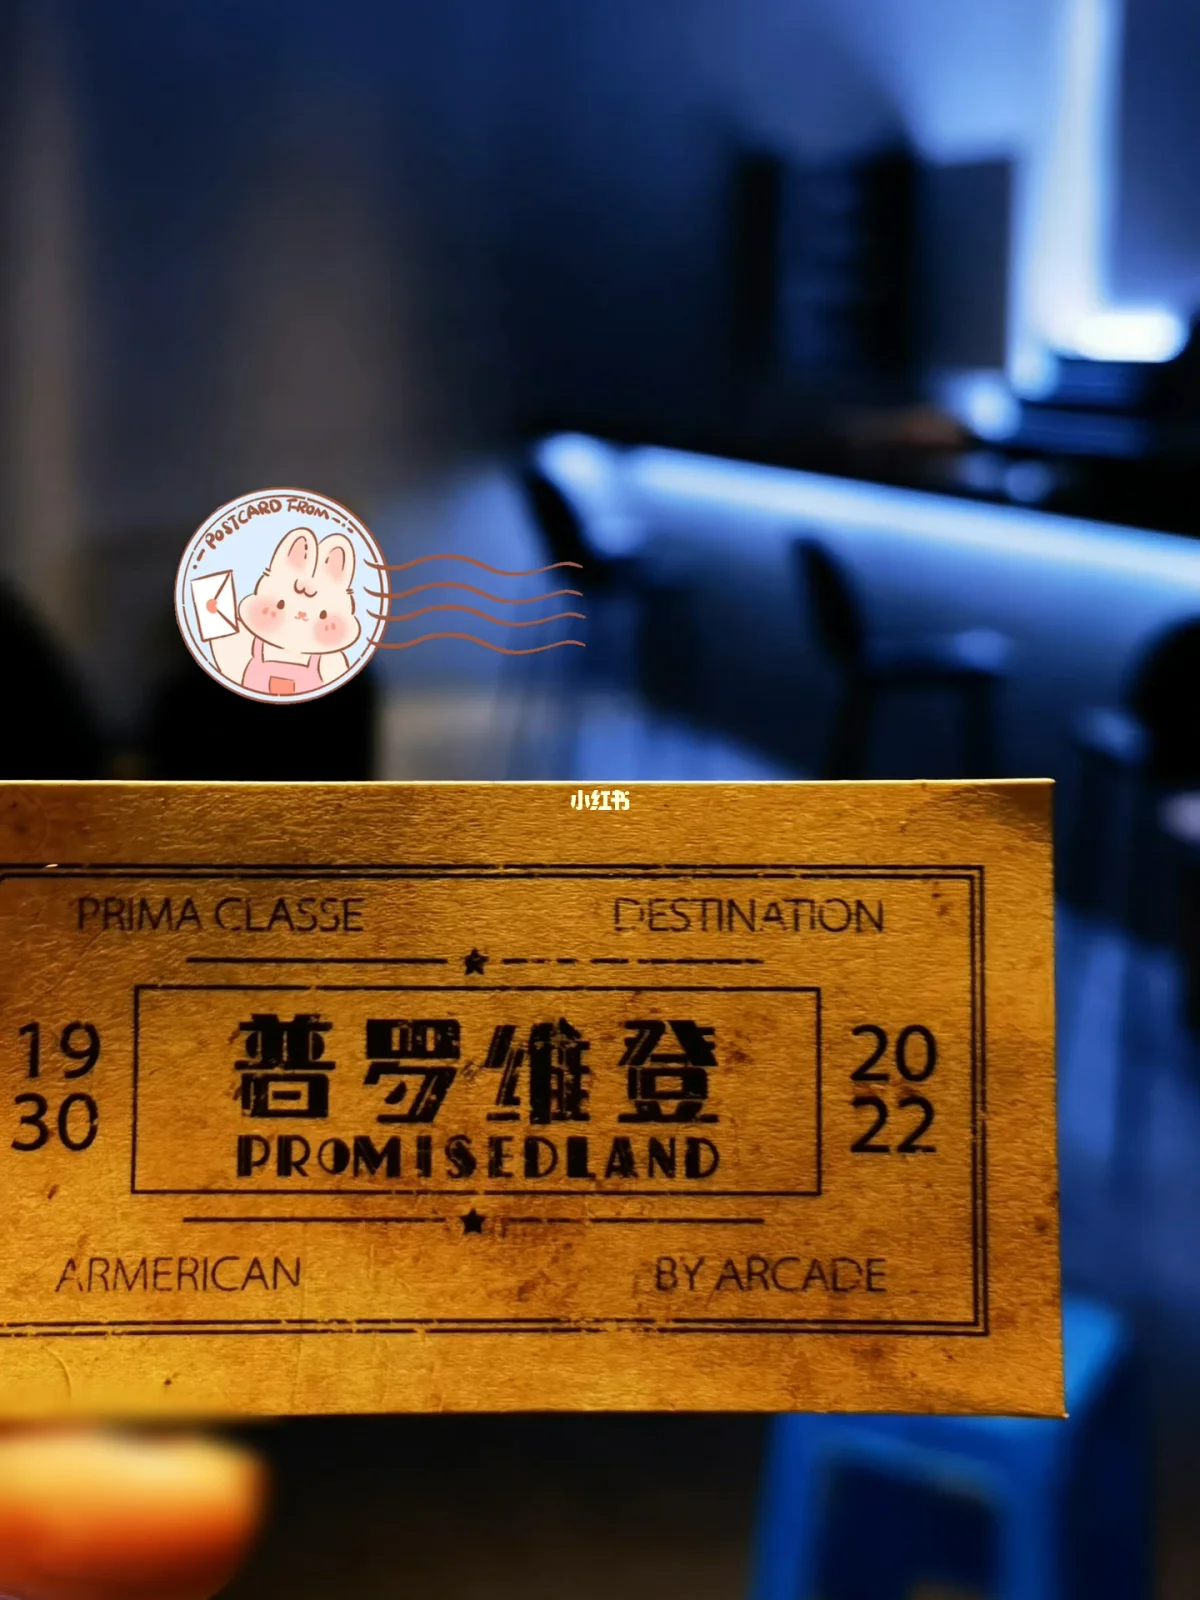 POSTCARD FROM
小红书
PRIMA CLASSE
DESTINATION
19
30
普罗维登
PROMISEDLAND
20
22
ARMERICAN
BY ARCADE